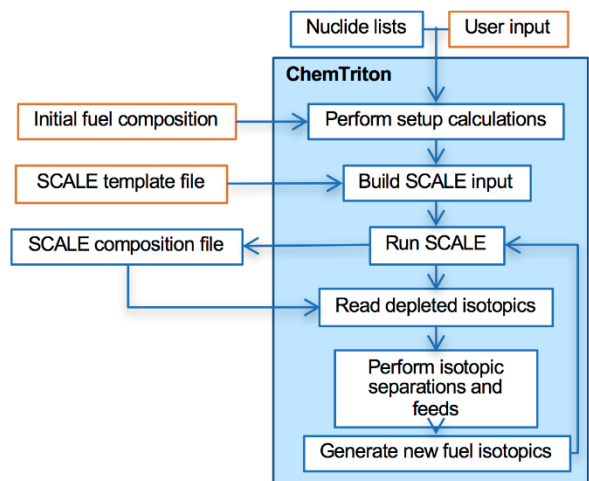 Nuclide lists
User input
ChemTriton
Initial fuel composition
Perform setup calculations
SCALE template file
Build SCALE input
SCALE composition file
Run SCALE
Read depleted isotopics
Perform isotopic
separations and
feeds
Generate new fuel isotopics